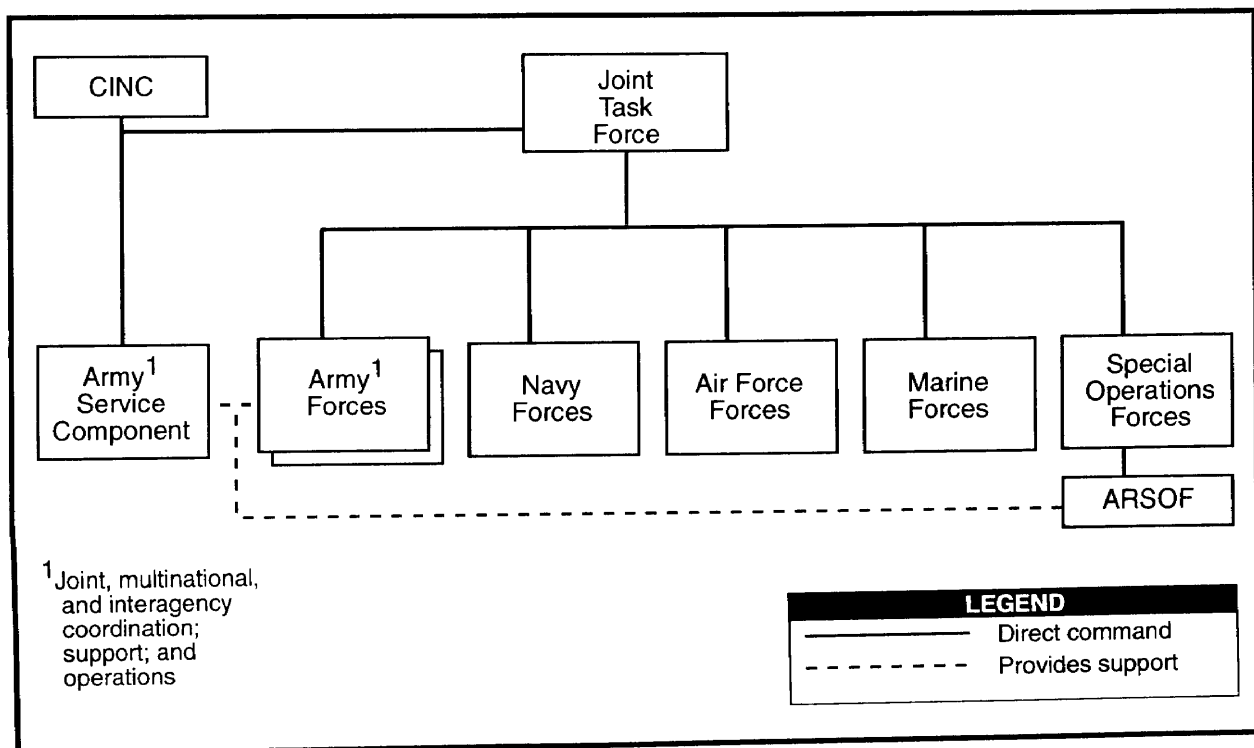 CINC
Joint
Task
Force
Army1
Service
Component
Army1
Forces
Navy
Forces
Air Force
Forces
Marine
Forces
Special
Operations
Forces
ARSOF
1Joint, multinational,
and interagency
coordination;
support; and
operations
LEGEND
Direct command
Provides support